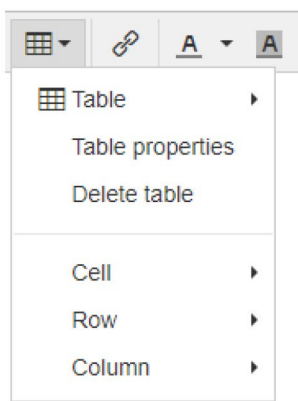 A A
Table
Table properties
Delete table
Cell
Row
Column